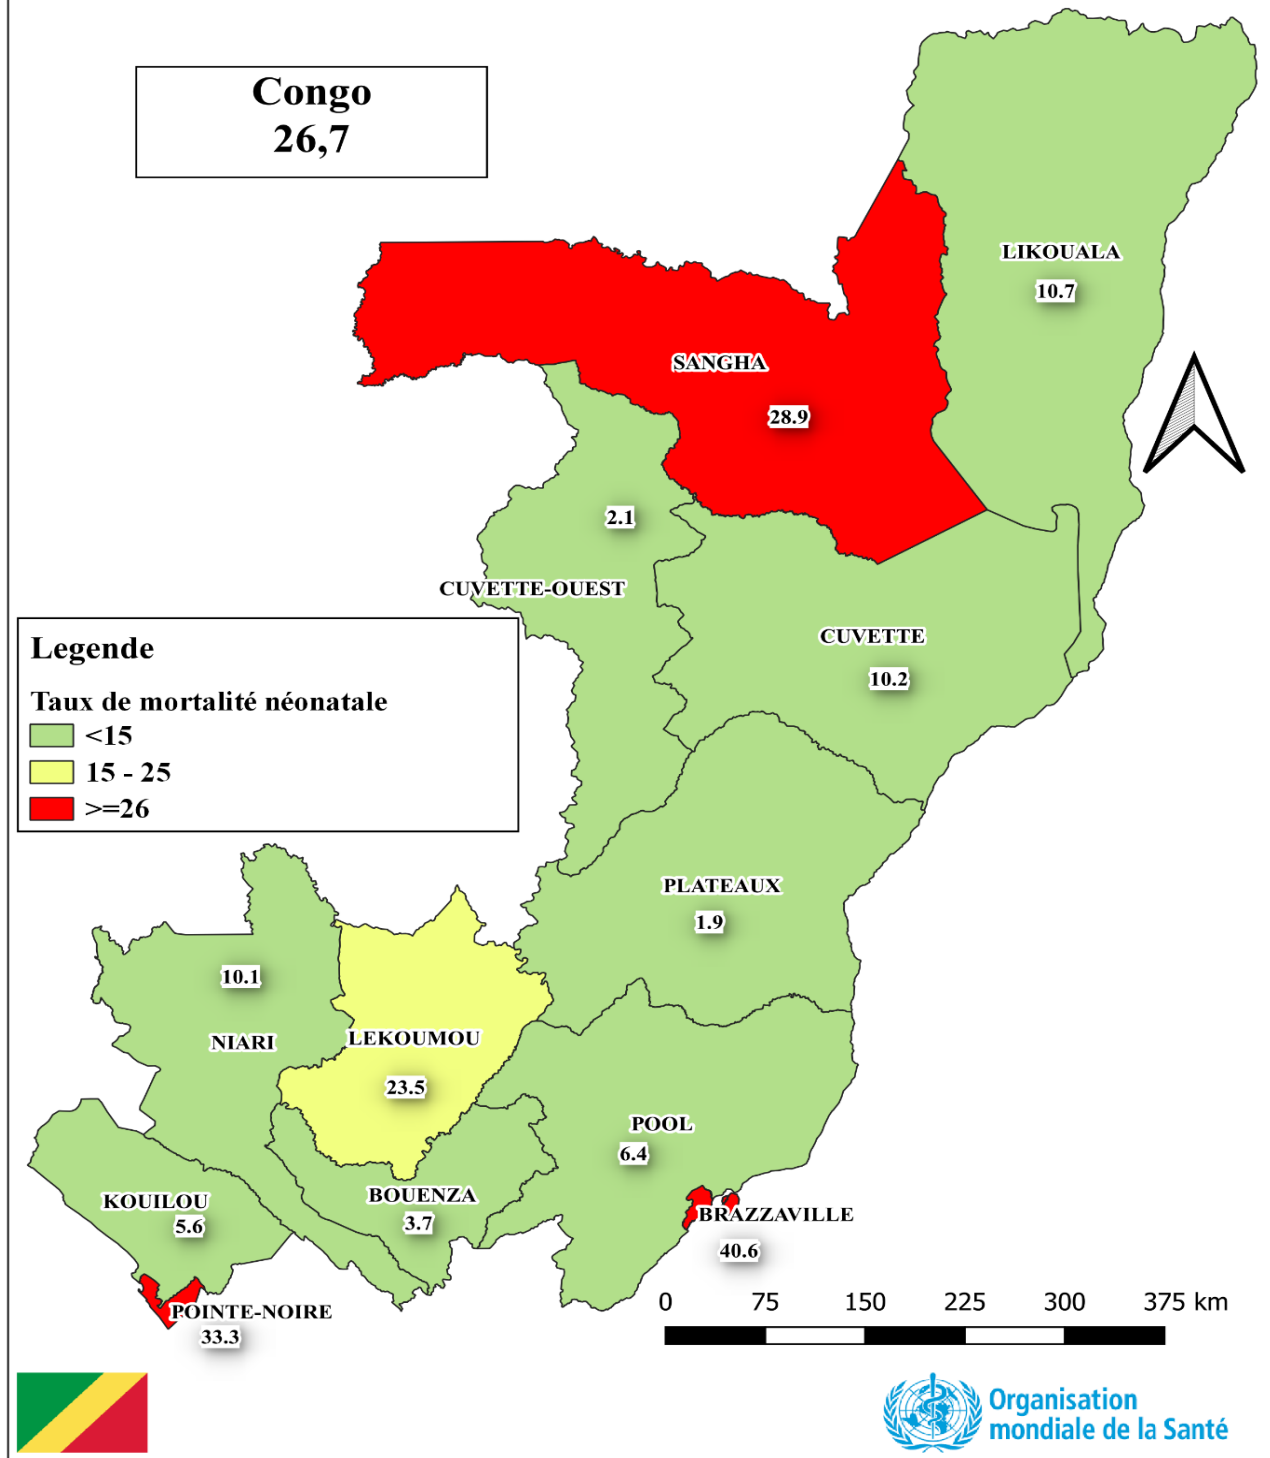 Congo
26,7
LIKOUALA
10.7
SANGHA
28.9
2.1
CUVETTE-OUEST
CUVETTE
10.2
Legende
Taux de mortalité néonatale
<15
15 - 25
>=26
PLATEAUX
1.9
10.1
NIARI
LEKOUMOU
23.5
POOL
6.4
BOUENZA
3.7
KOUILOU
5.6
BRAZZAVILLE
40.6
POINTE-NOIRE
33.3
0 75 150 225 300 375 km
Organisation
mondiale de la Santé